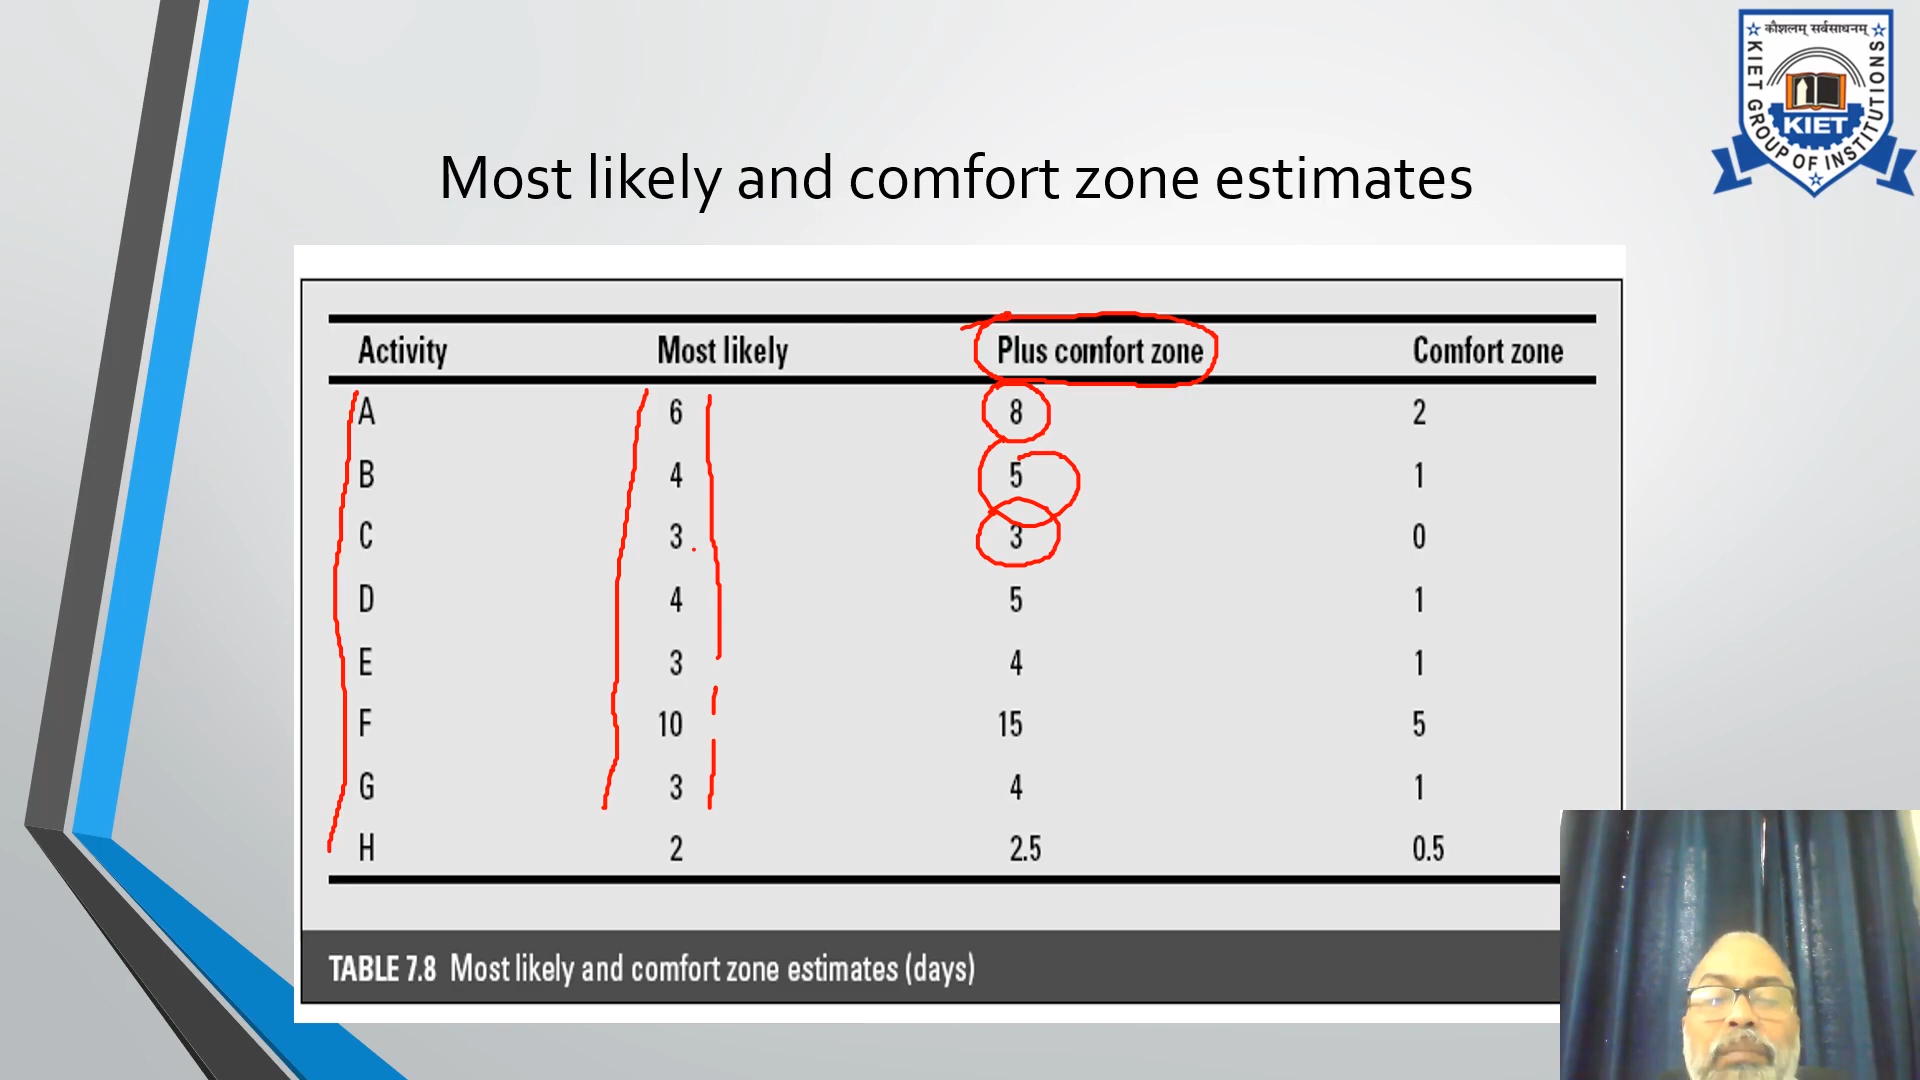 कौशलम् सर्वसाधनम्
KIET GROUP OF INSTITUTIONS
KIET
Most likely and comfort zone estimates
Activity Most likely Plus comfort zone Comfort zone
A 6 8 2
B 4 5 1
C 3 3 0
D 4 5 1
E 3 4 1
F 10 15 5
G 3 4 1
H 2 2.5 0.5
TABLE 7.8 Most likely and comfort zone estimates (days)